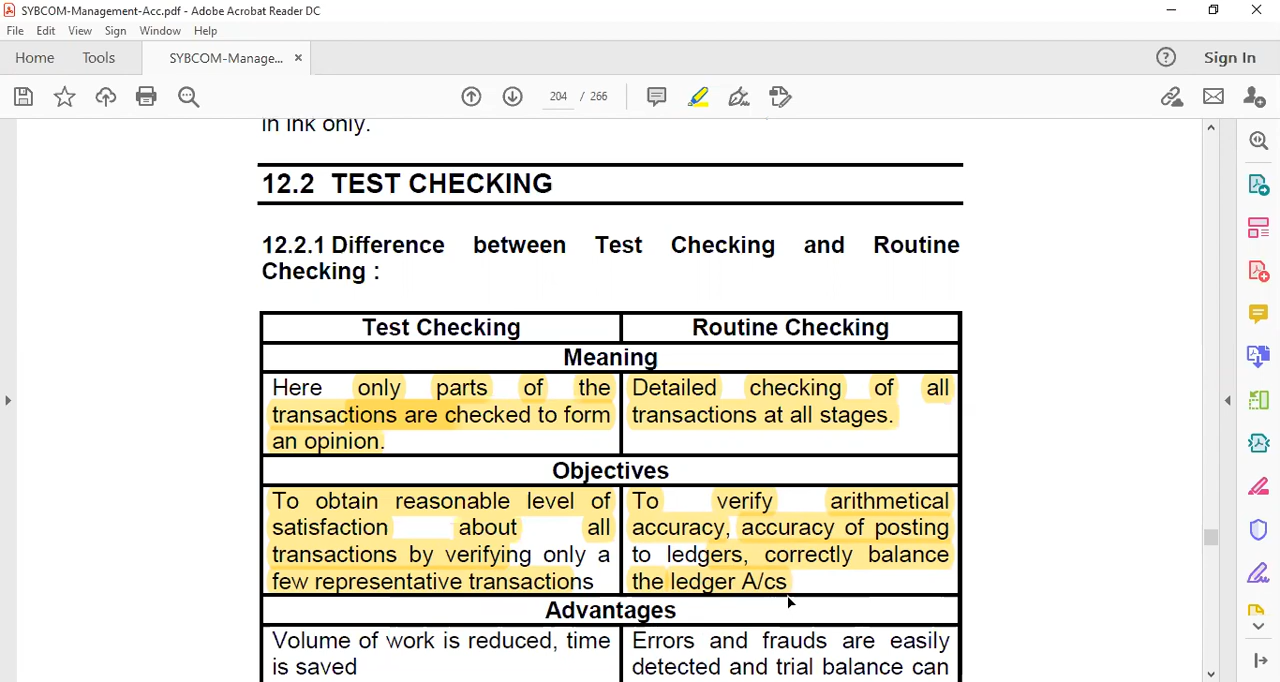 SYBCOM-Management-Acc.pdf - Adobe Acrobat Reader DC
File Edit View Sign Window Help
Home Tools SYBCOM-Manage... × Sign In
204 / 266
in ink only.
12.2 TEST CHECKING
12.2.1 Difference between Test Checking and Routine
Checking :
Test Checking Routine Checking
Meaning
Here only parts of the
transactions are checked to form
an opinion.
Detailed checking of all
transactions at all stages.
Objectives
To obtain reasonable level of
satisfaction about all
transactions by verifying only a
few representative transactions
To verify arithmetical
accuracy, accuracy of posting
to ledgers, correctly balance
the ledger A/cs
Advantages
Volume of work is reduced, time
is saved
Errors and frauds are easily
detected and trial balance can